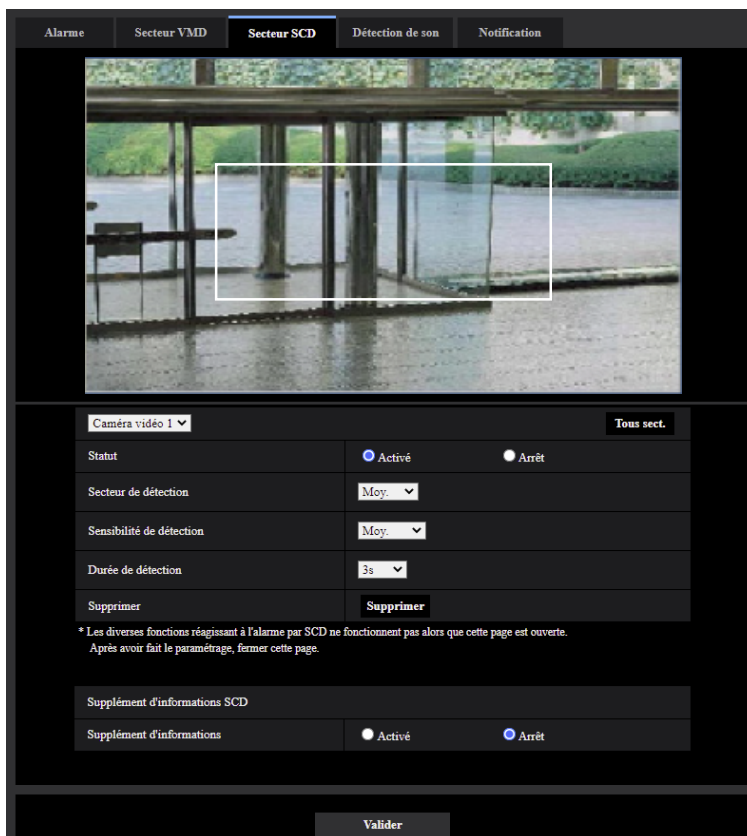 Alarme Secteur VMD Secteur SCD Détection de son Notification
Caméra vidéo 1 Tous sect.
Statut Activé Arrêt
Secteur de détection Moy.
Sensibilité de détection Moy.
Durée de détection 3s
Supprimer Supprimer
* Les diverses fonctions réagissant à l'alarme par SCD ne fonctionnent pas alors que cette page est ouverte.
Après avoir fait le paramétrage, fermer cette page.
Supplément d'informations SCD
Supplément d'informations Activé Arrêt
Valider